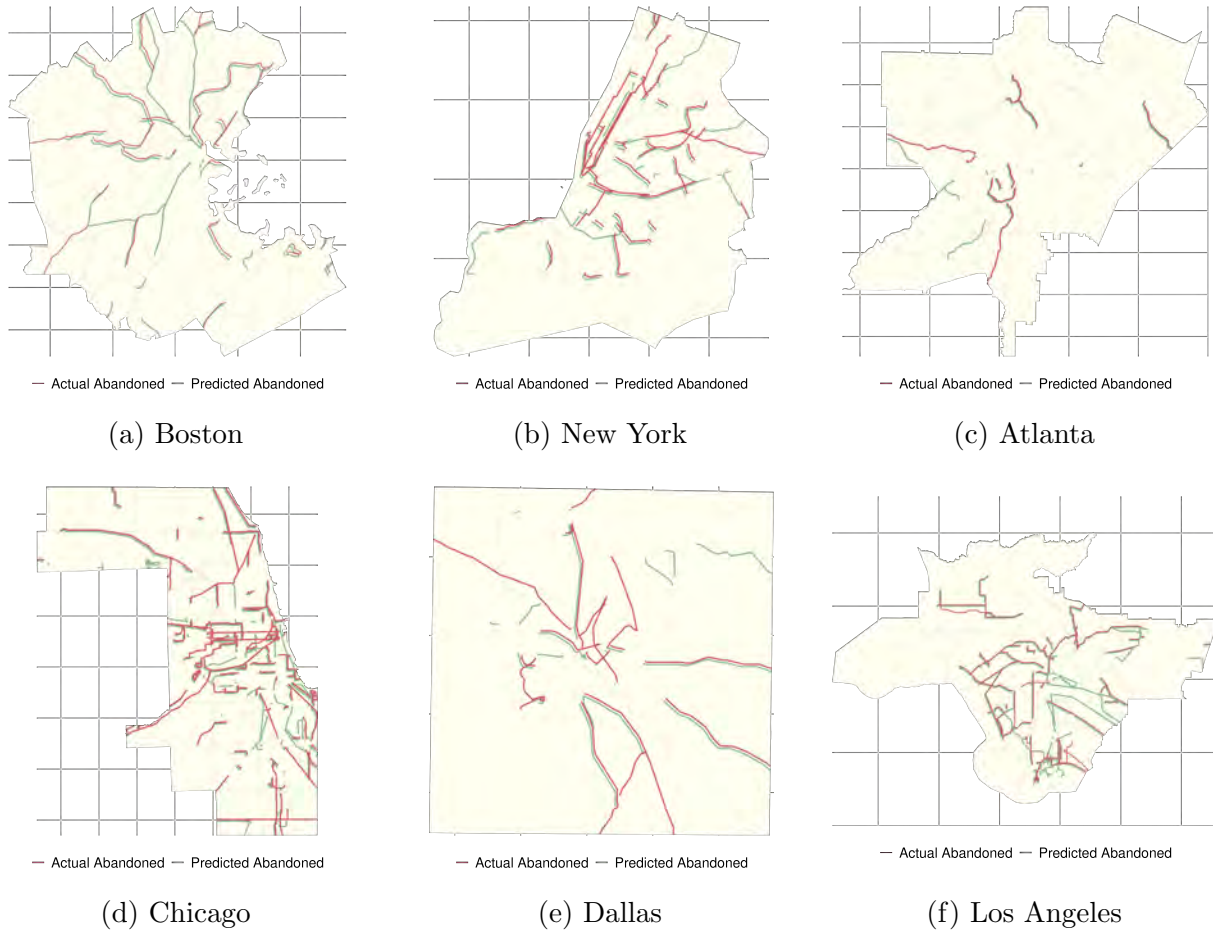 Actual Abandoned Predicted Abandoned
(a) Boston
Actual Abandoned Predicted Abandoned
(b) New York
Actual Abandoned Predicted Abandoned
(c) Atlanta
Actual Abandoned Predicted Abandoned
(d) Chicago
Actual Abandoned Predicted Abandoned
(e) Dallas
Actual Abandoned Predicted Abandoned
(f) Los Angeles